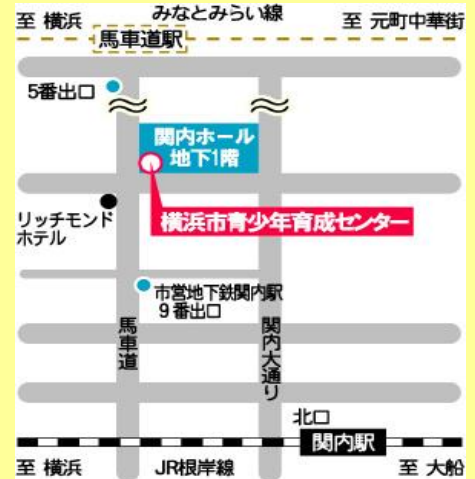 みなとみらい線
至 横浜
至 元町中華街
馬車道駅
5番出口
関内ホール
地下1階
リッチモンド
ホテル
横浜市青少年育成センター
市営地下鉄関内駅
9番出口
馬車道
関内大通り
北口
関内駅
至 横浜
JR根岸線
至 大船